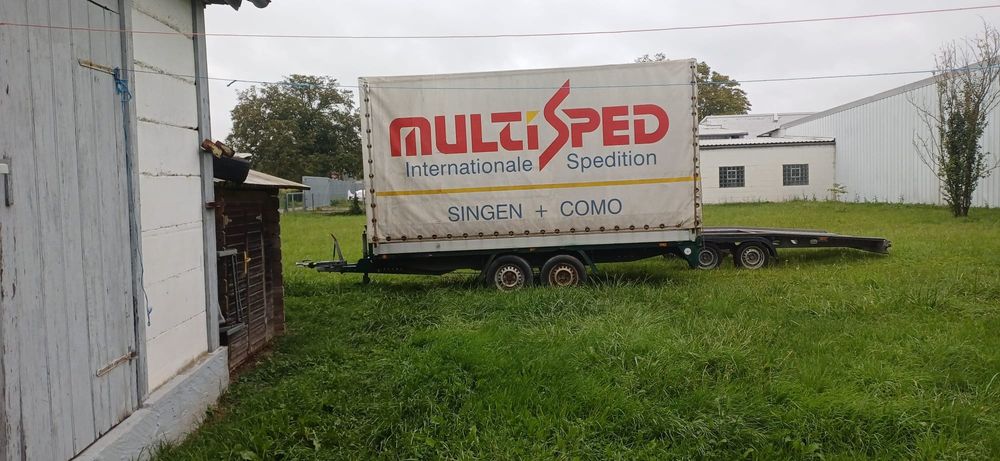 MULTiSPED
Internationale Spedition
SINGEN + COMO